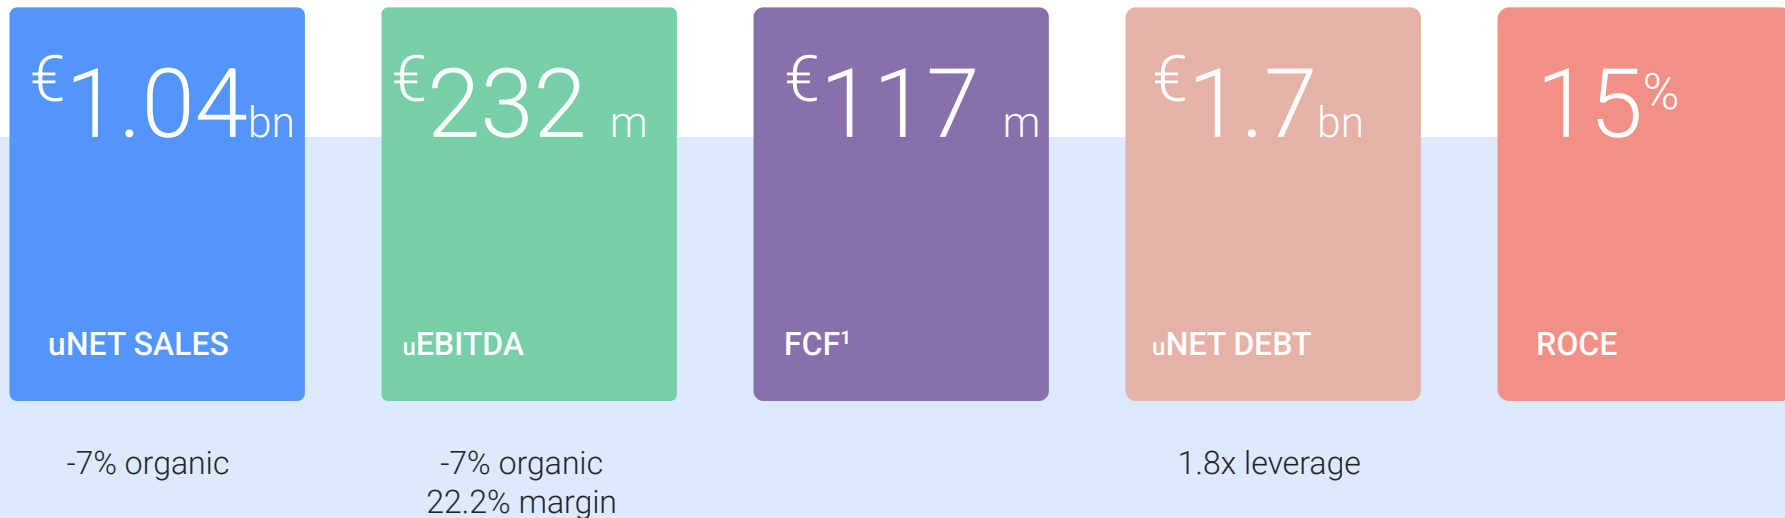 €1.04bn
uNET SALES
-7% organic
€232 m
uEBITDA
-7% organic
22.2% margin
€117 m
FCF¹
€1.7bn
uNET DEBT
1.8x leverage
15%
ROCE